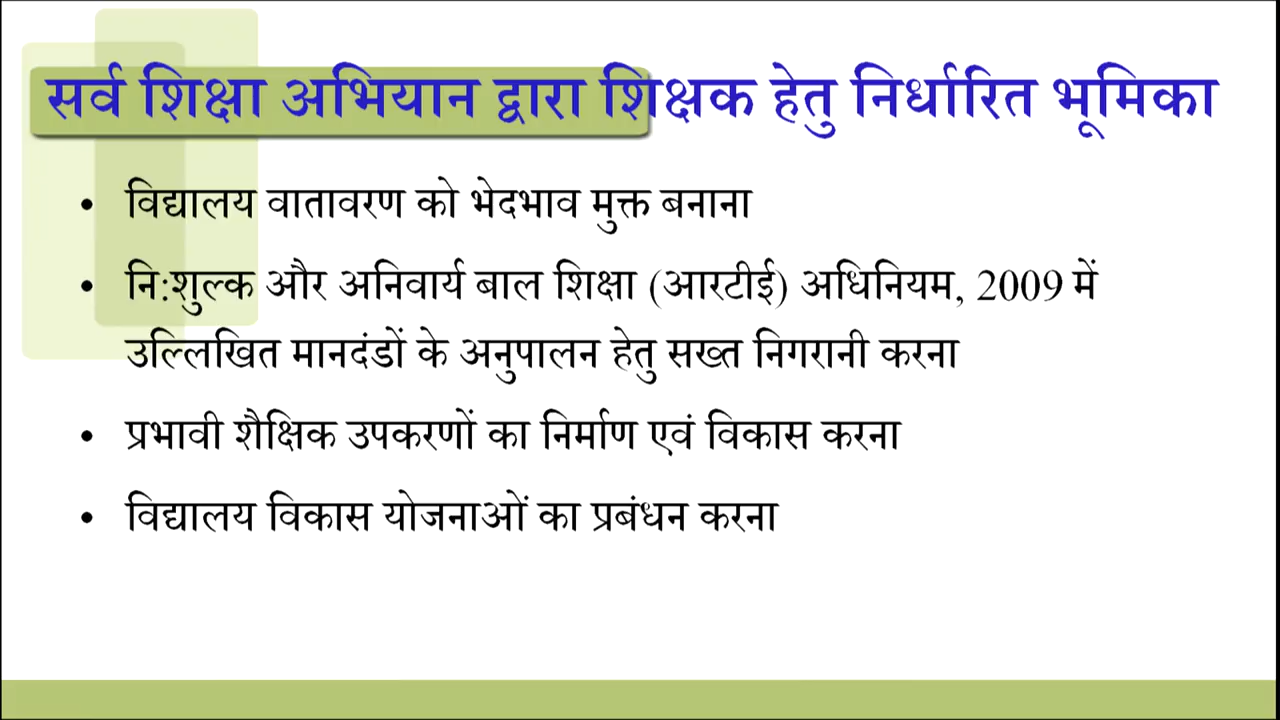 सर्व शिक्षा अभियान द्वारा शिक्षक हेतु निर्धारित भूमिका
• विद्यालय वातावरण को भेदभाव मुक्त बनाना
• नि:शुल्क और अनिवार्य बाल शिक्षा (आरटीई) अधिनियम, 2009 में
उल्लिखित मानदंडों के अनुपालन हेतु सख्त निगरानी करना
• प्रभावी शैक्षिक उपकरणों का निर्माण एवं विकास करना
• विद्यालय विकास योजनाओं का प्रबंधन करना